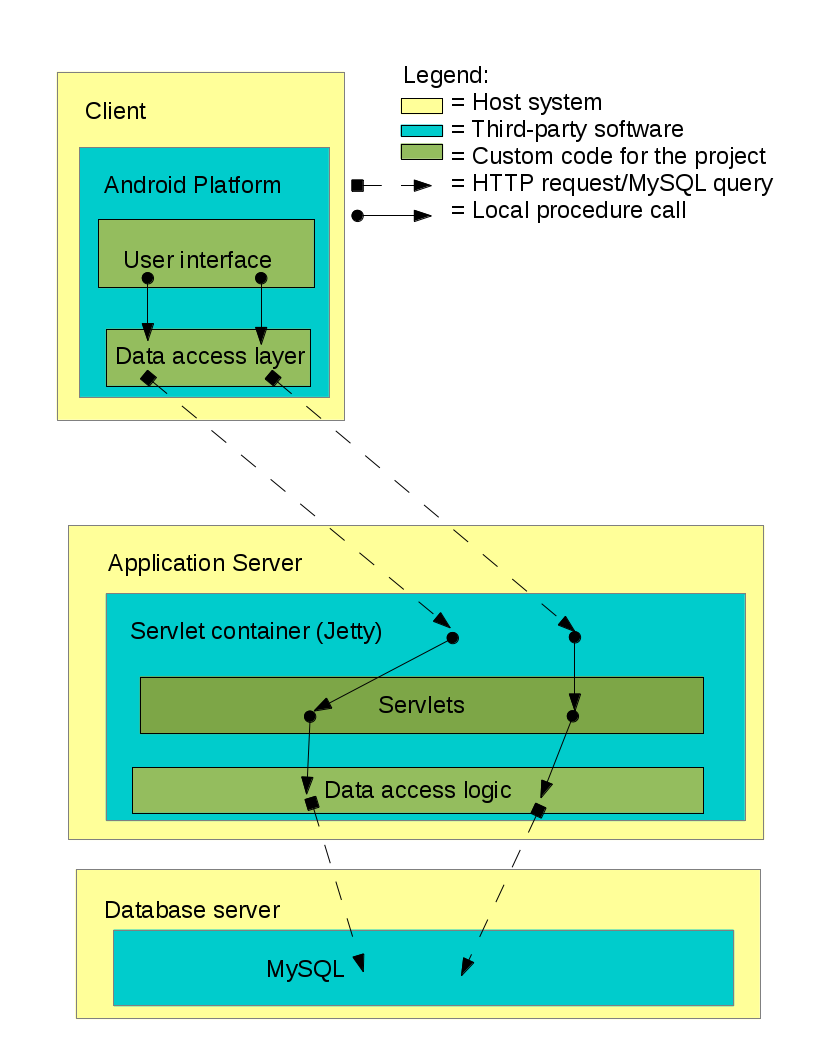 Legend:
= Host system
= Third-party software
= Custom code for the project
= HTTP request/MySQL query
= Local procedure call
Client
Android Platform
User interface
Data access layer
Application Server
Servlet container (Jetty)
Servlets
Data access logic
Database server
MySQL